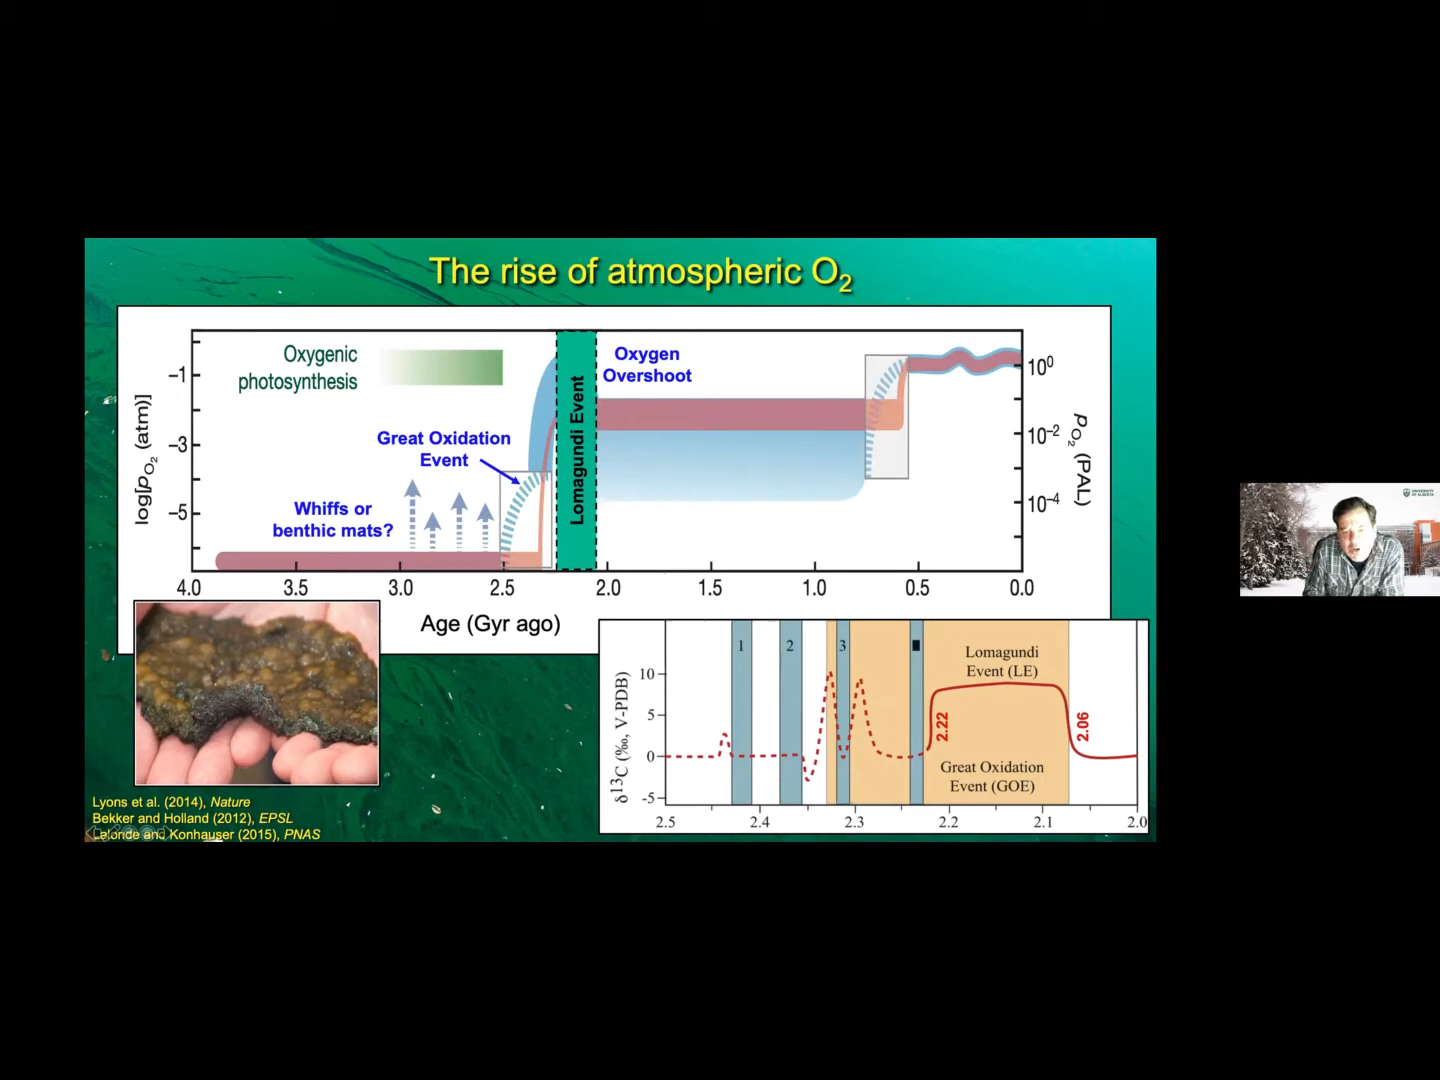 The rise of atmospheric O₂
Oxygenic
photosynthesis
Oxygen
Overshoot
Great Oxidation
Event
Lomagundi Event
Whiffs or
benthic mats?
log[pO₂ (atm)]
–1
–3
–5
10⁰
10⁻²
10⁻⁴
pO₂ (PAL)
4.0 3.5 3.0 2.5 2.0 1.5 1.0 0.5 0.0
Age (Gyr ago)
1 2 3
Lomagundi
Event (LE)
δ¹³C (‰, V-PDB)
10
5
0
-5
2.22
2.06
Great Oxidation
Event (GOE)
2.5 2.4 2.3 2.2 2.1 2.0
Lyons et al. (2014), Nature
Bekker and Holland (2012), EPSL
Lalonde and Konhauser (2015), PNAS
UNIVERSITY
OF ALBERTA